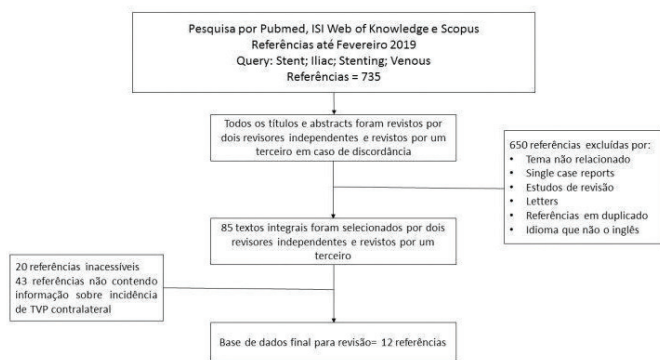 Pesquisa por Pubmed, ISI Web of Knowledge e Scopus
Referências até Fevereiro 2019
Query: Stent; Iliac; Stenting; Venous
Referências = 735
Todos os títulos e abstracts foram revistos por
dois revisores independentes e revistos por um
terceiro em caso de discordância
650 referências excluídas por:
• Tema não relacionado
• Single case reports
• Estudos de revisão
• Letters
• Referências em duplicado
• Idioma que não o inglês
85 textos integrais foram selecionados por dois
revisores independentes e revistos por um
terceiro
20 referências inacessíveis
43 referências não contendo
informação sobre incidência
de TVP contralateral
Base de dados final para revisão= 12 referências